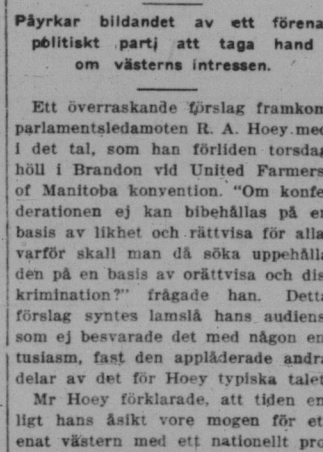 Påyrkar bildandet av ett förena
politiskt parti att taga hand
om västerns intressen.
Ett överraskande förslag framkom
parlamentsledamoten R. A. Hoey med
i det tal, som han förliden torsdag
höll i Brandon vid United Farmers
of Manitoba konvention. "Om konfe
derationen ej kan bibehållas på en
basis av likhet och rättvisa för alla
varför skall man då söka uppehåll
den på en basis av orättvisa och dis
krimination?" frågade han. Detta
förslag syntes lamslå hans audiens
som ej besvarade det med någon en
tusiasm, fast den applåderade andra
delar av det för Hoey typiska talet
Mr Hoey förklarade, att tiden en
ligt hans åsikt vore mogen för et
enat västern med ett nationellt pro